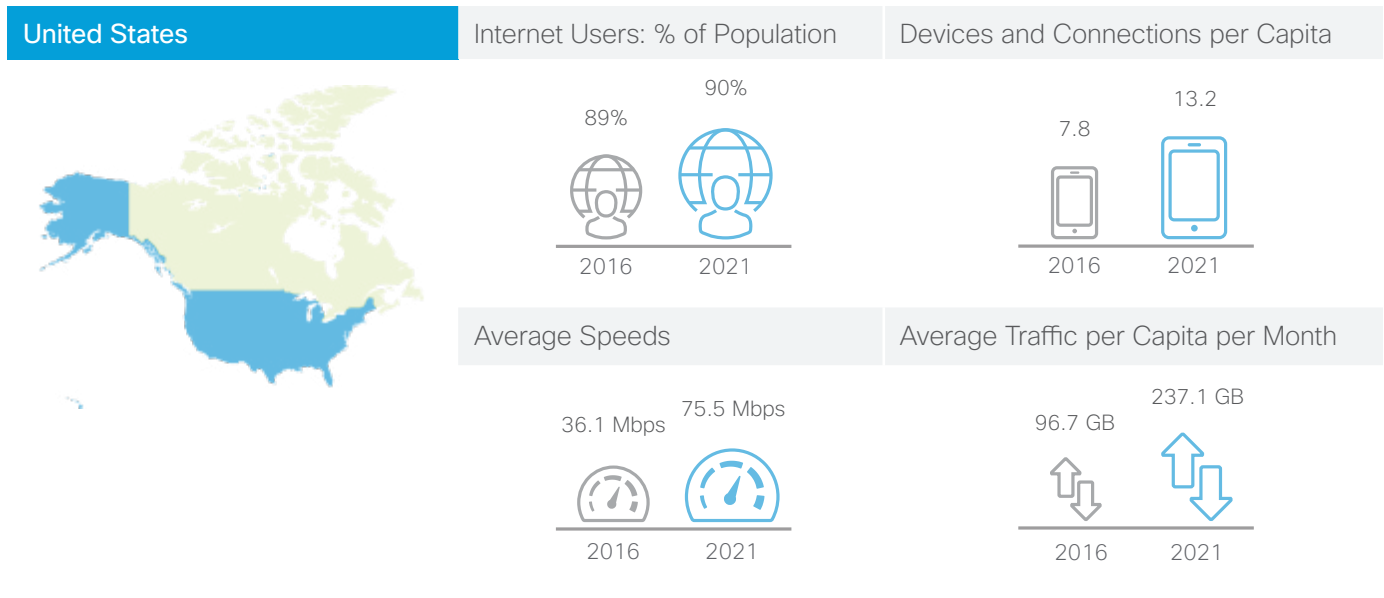 United States
Internet Users: % of Population
Devices and Connections per Capita
89%
90%
2016
2021
7.8
13.2
2016
2021
Average Speeds
Average Traffic per Capita per Month
36.1 Mbps
75.5 Mbps
2016
2021
96.7 GB
237.1 GB
2016
2021